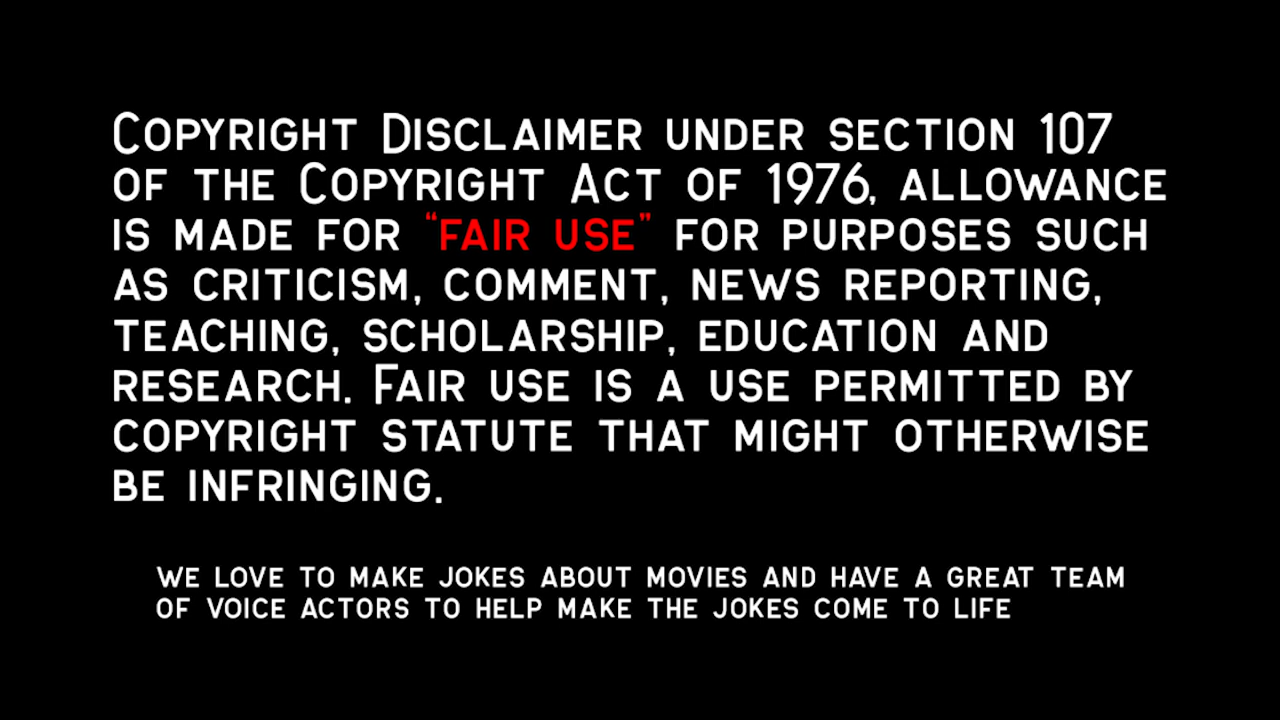 Copyright Disclaimer under section 107
of the Copyright Act of 1976, allowance
is made for “fair use” for purposes such
as criticism, comment, news reporting,
teaching, scholarship, education and
research. Fair use is a use permitted by
copyright statute that might otherwise
be infringing.
we love to make jokes about movies and have a great team
of voice actors to help make the jokes come to life